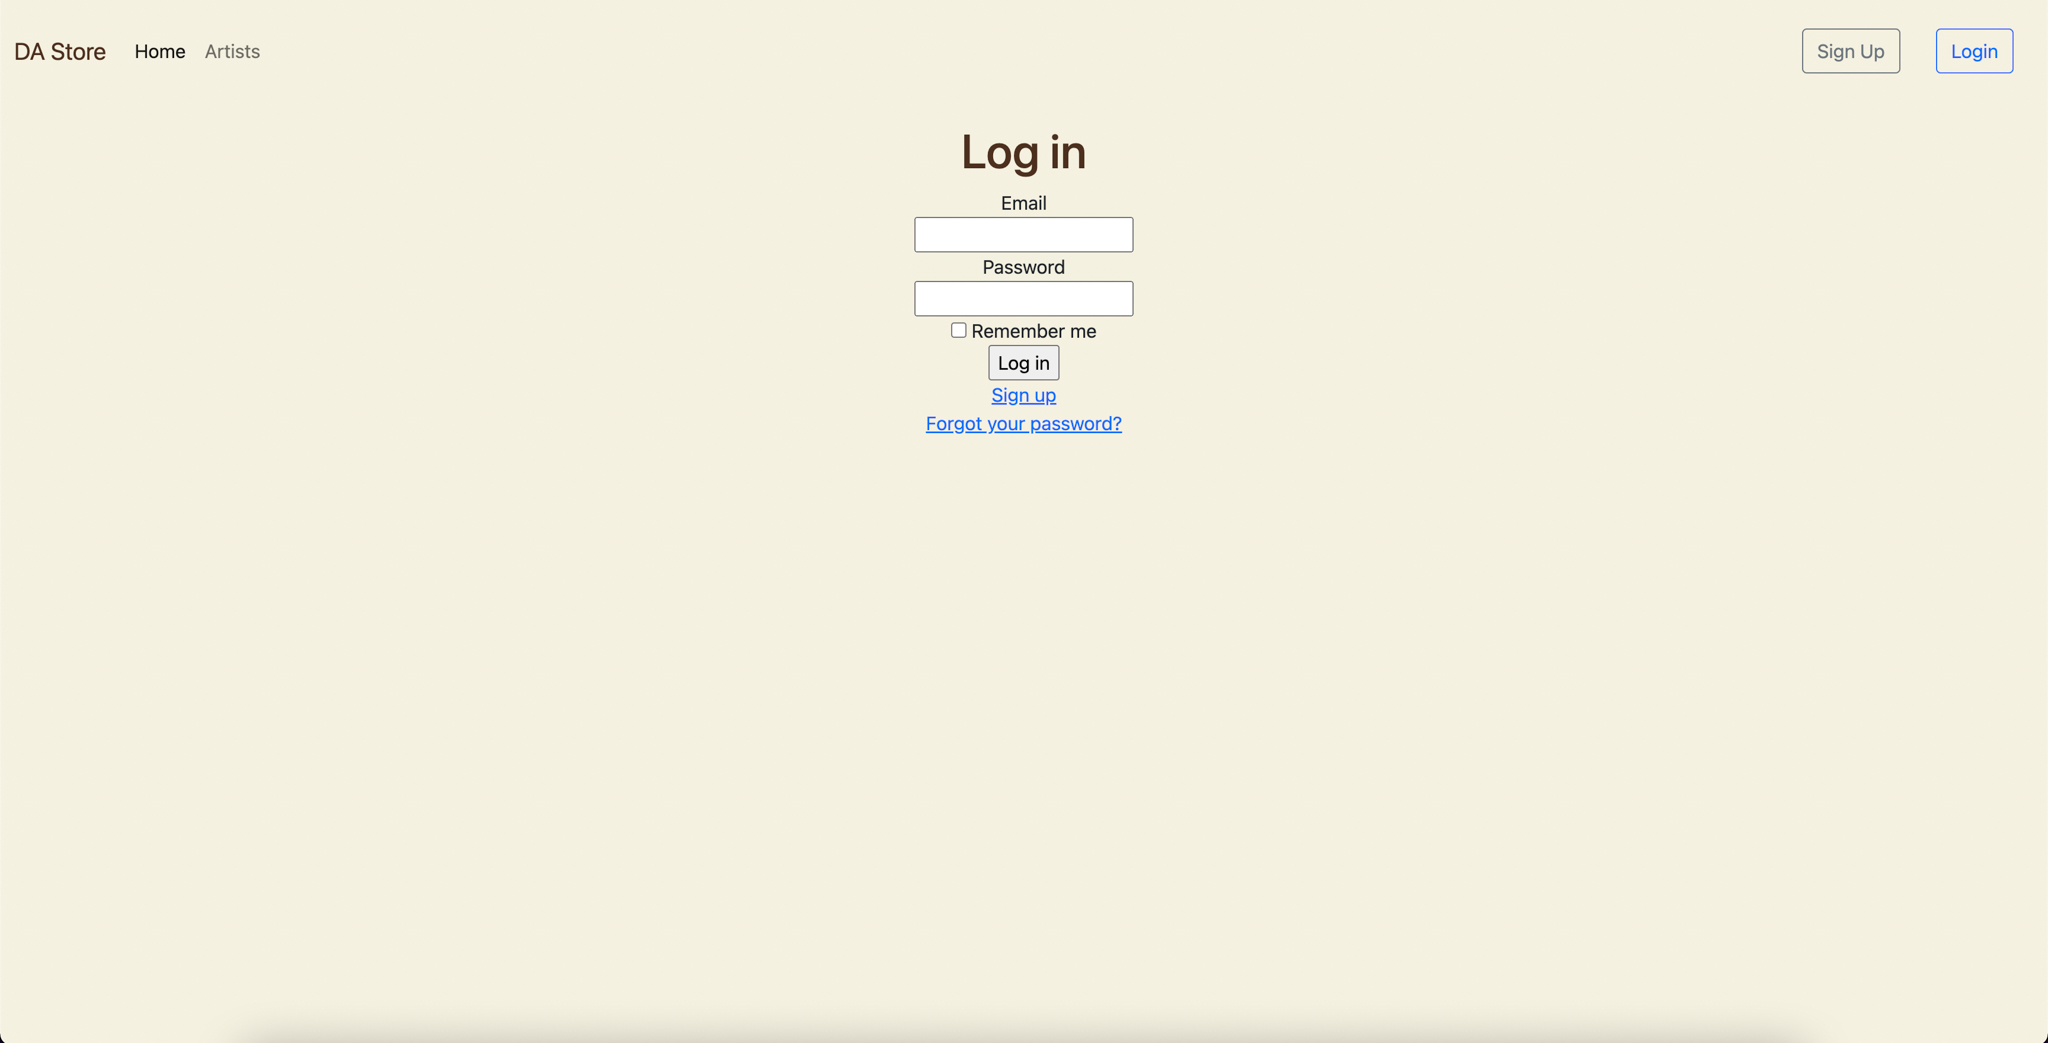 DA Store Home Artists Sign Up Login
Log in
Email
Password
Remember me
Log in
Sign up
Forgot your password?